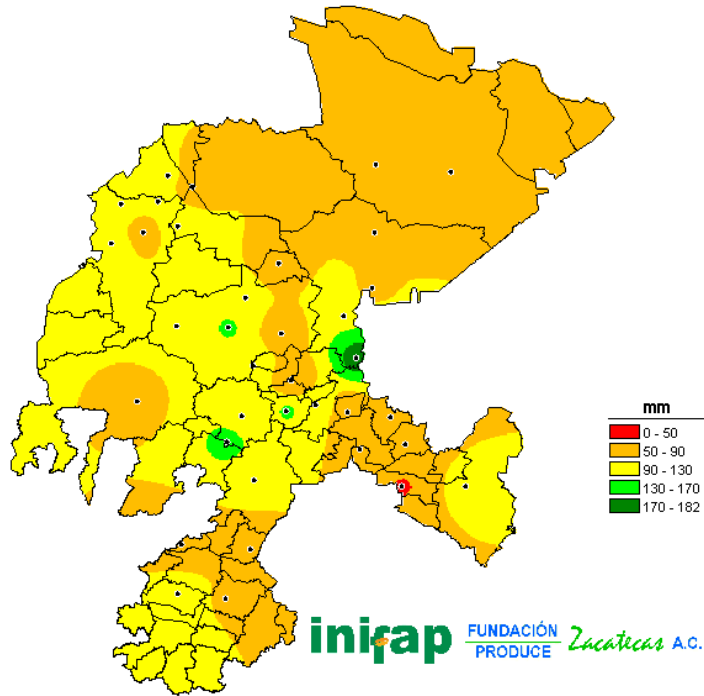 mm
0 - 50
50 - 90
90 - 130
130 - 170
170 - 182
inifap
FUNDACIÓN
PRODUCE
Zacatecas A.C.